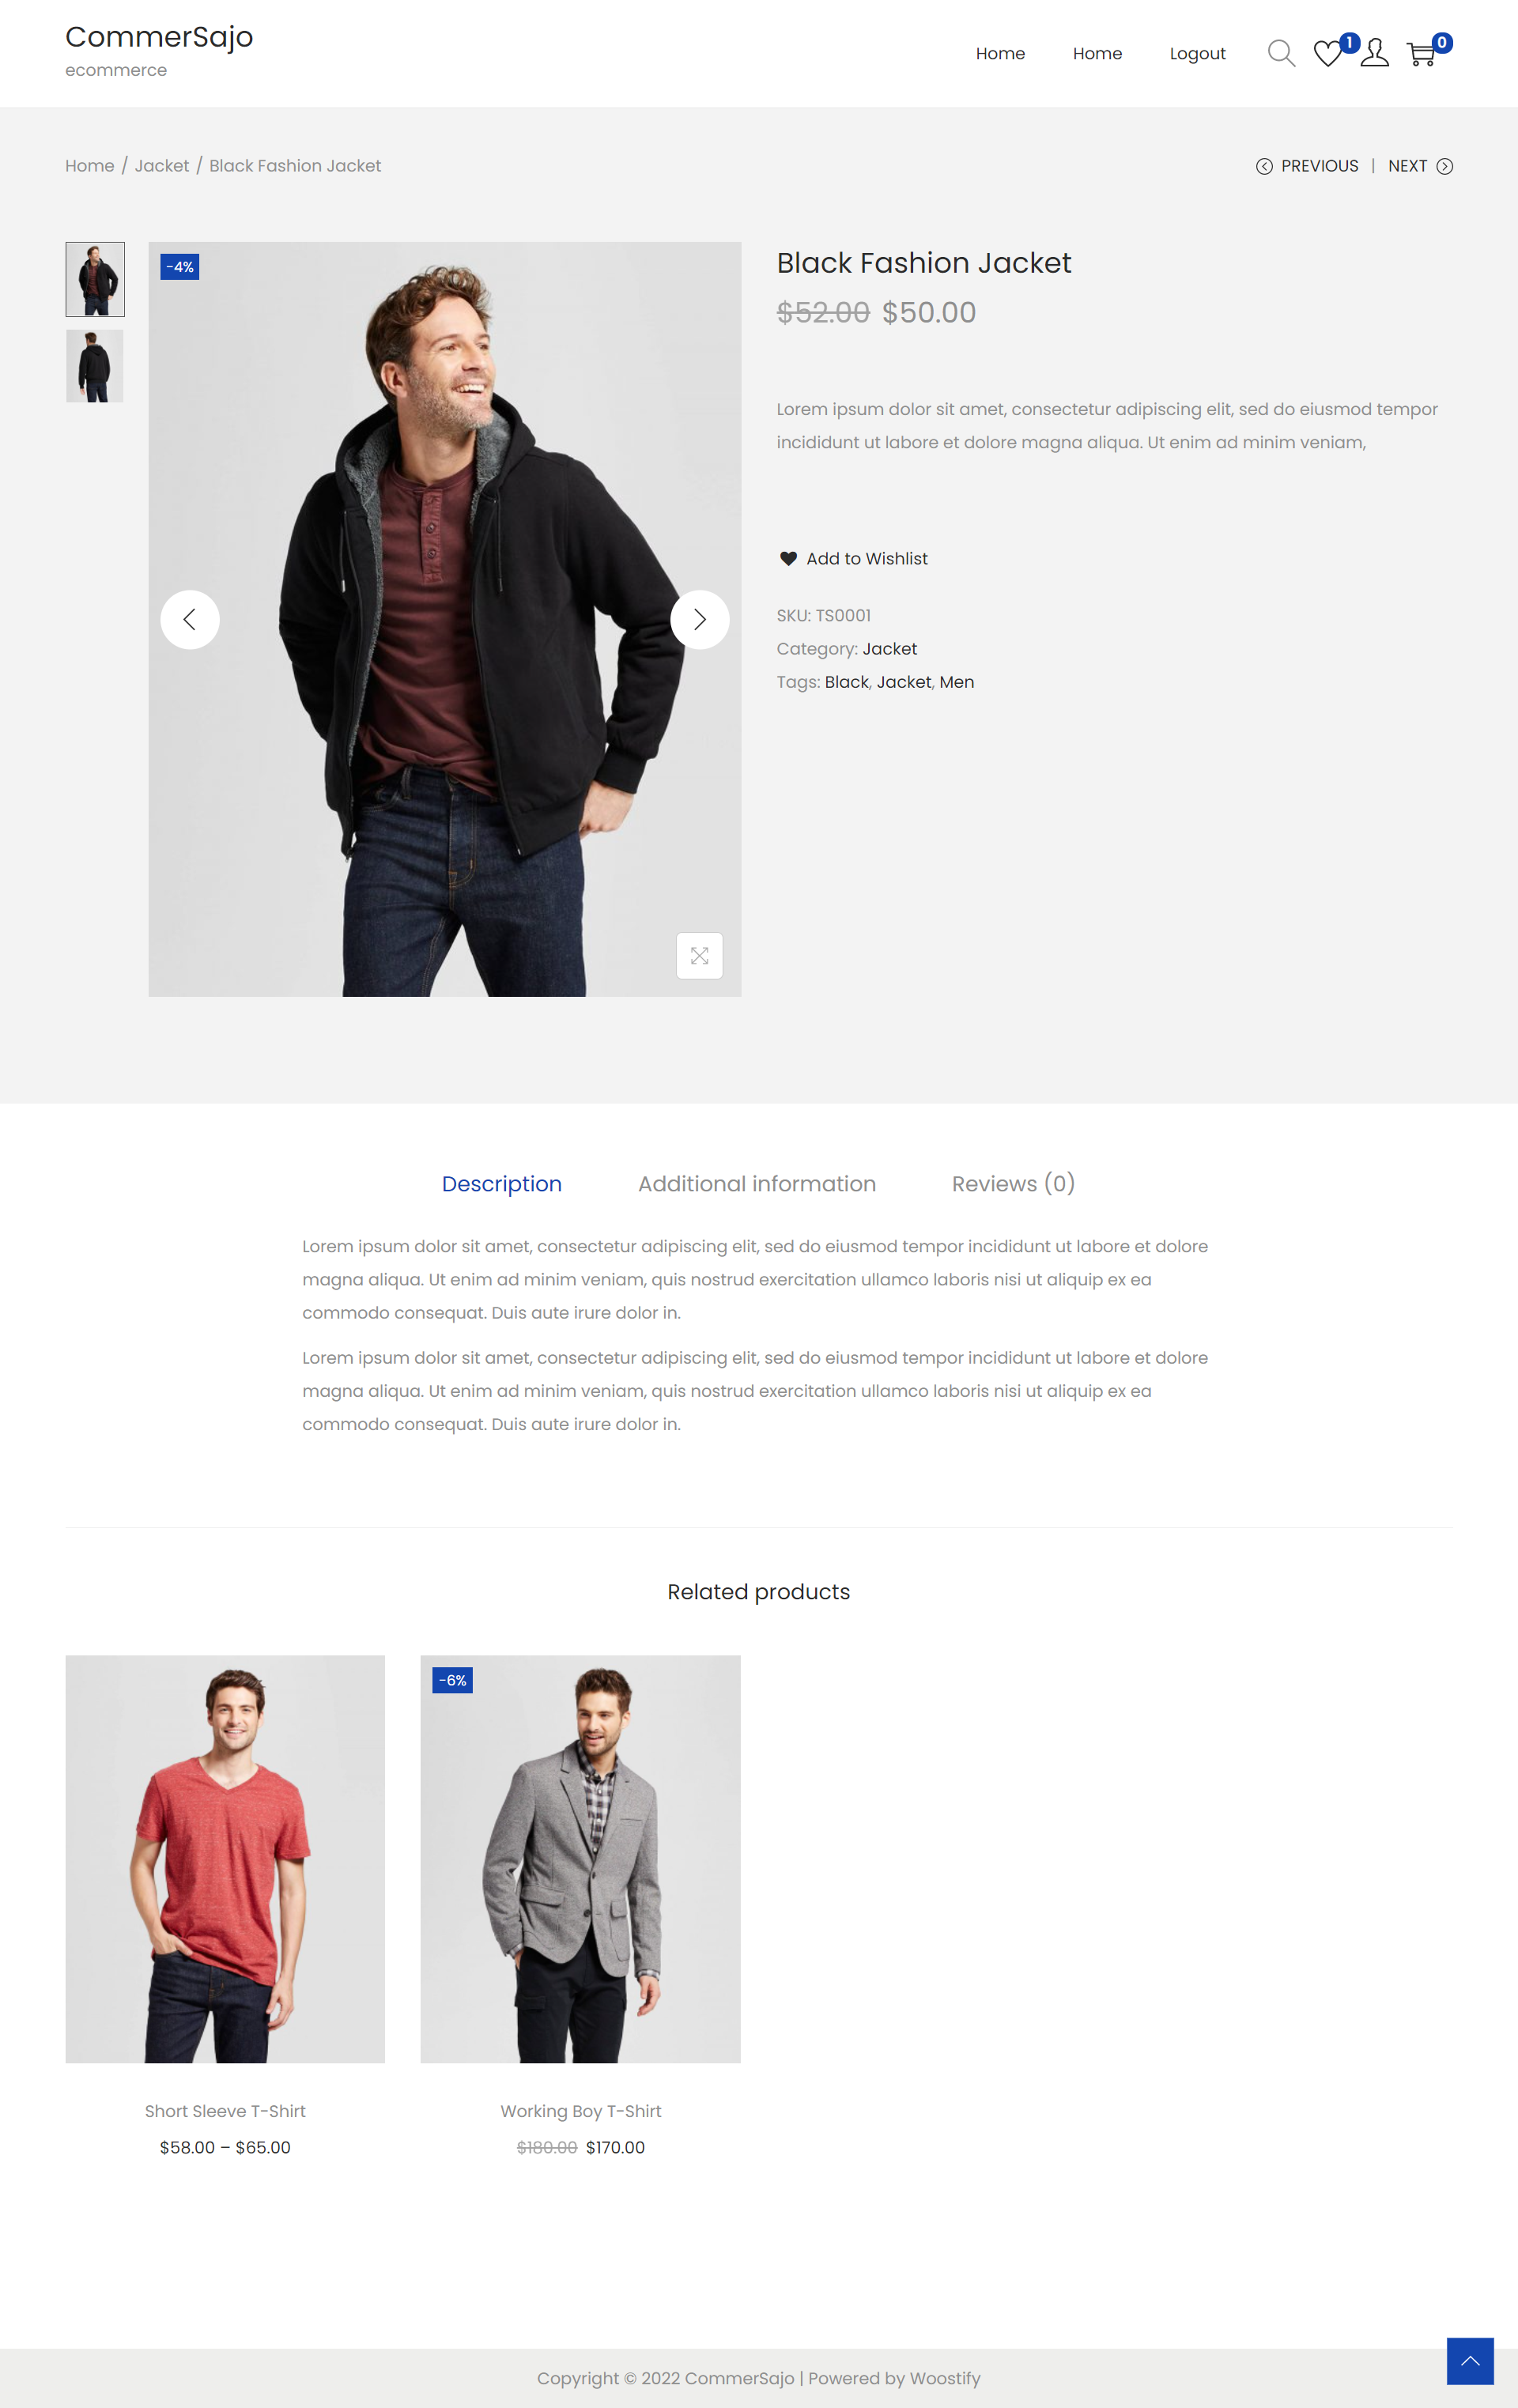 CommerSajo
ecommerce
Home Home Logout 1 0
Home / Jacket / Black Fashion Jacket
PREVIOUS | NEXT
-4%
Black Fashion Jacket
$52.00 $50.00
Lorem ipsum dolor sit amet, consectetur adipiscing elit, sed do eiusmod tempor
incididunt ut labore et dolore magna aliqua. Ut enim ad minim veniam,
Add to Wishlist
SKU: TS0001
Category: Jacket
Tags: Black, Jacket, Men
Description Additional information Reviews (0)
Lorem ipsum dolor sit amet, consectetur adipiscing elit, sed do eiusmod tempor incididunt ut labore et dolore
magna aliqua. Ut enim ad minim veniam, quis nostrud exercitation ullamco laboris nisi ut aliquip ex ea
commodo consequat. Duis aute irure dolor in.
Lorem ipsum dolor sit amet, consectetur adipiscing elit, sed do eiusmod tempor incididunt ut labore et dolore
magna aliqua. Ut enim ad minim veniam, quis nostrud exercitation ullamco laboris nisi ut aliquip ex ea
commodo consequat. Duis aute irure dolor in.
Related products
-6%
Short Sleeve T-Shirt
$58.00 – $65.00
Working Boy T-Shirt
$180.00 $170.00
Copyright © 2022 CommerSajo | Powered by Woostify